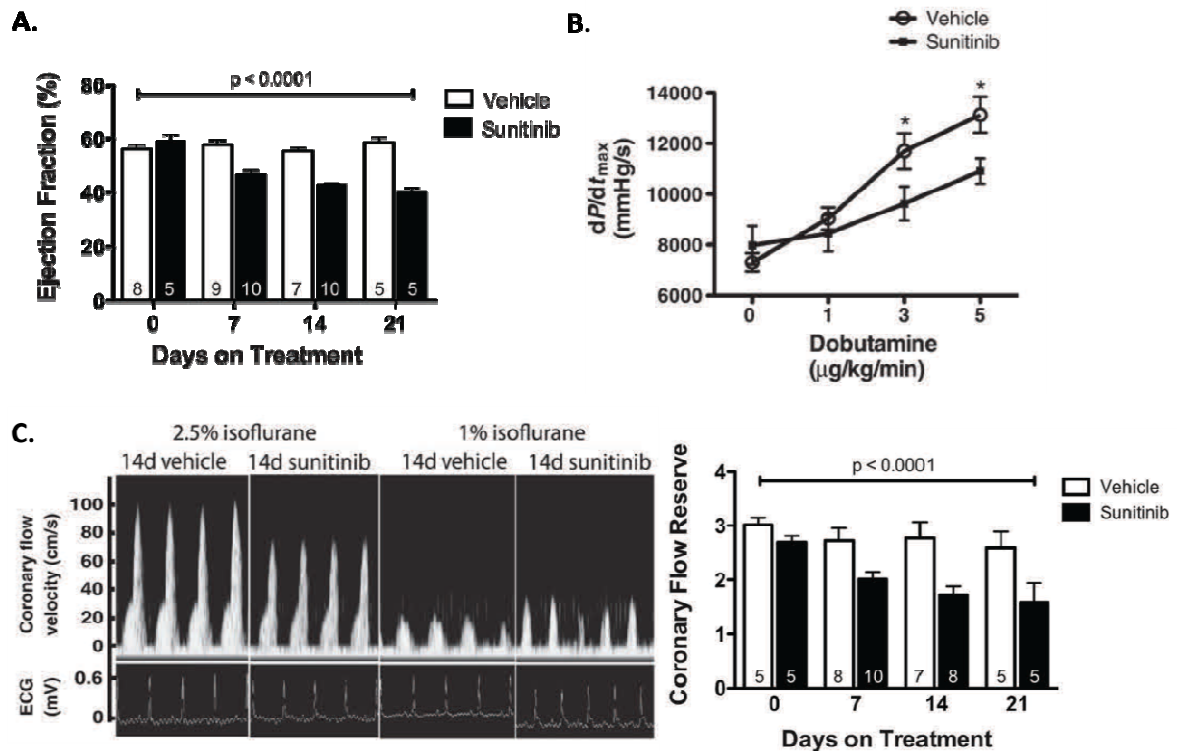 A.
p < 0.0001
Ejection Fraction (%)
80
60
40
20
0
8 5 9 10 7 10 5 5
0 7 14 21
Days on Treatment
Vehicle
Sunitinib
B.
Vehicle
Sunitinib
dP/dtmax
(mmHg/s)
14000
12000
10000
8000
6000
* *
0 1 3 5
Dobutamine
(μg/kg/min)
C.
2.5% isoflurane 1% isoflurane
14d vehicle 14d sunitinib 14d vehicle 14d sunitinib
Coronary flow
velocity (cm/s)
100
80
60
40
20
0
ECG
(mV)
0.6
0
Coronary Flow Reserve
4
3
2
1
0
p < 0.0001
Vehicle
Sunitinib
5 5 8 10 7 8 5 5
0 7 14 21
Days on Treatment